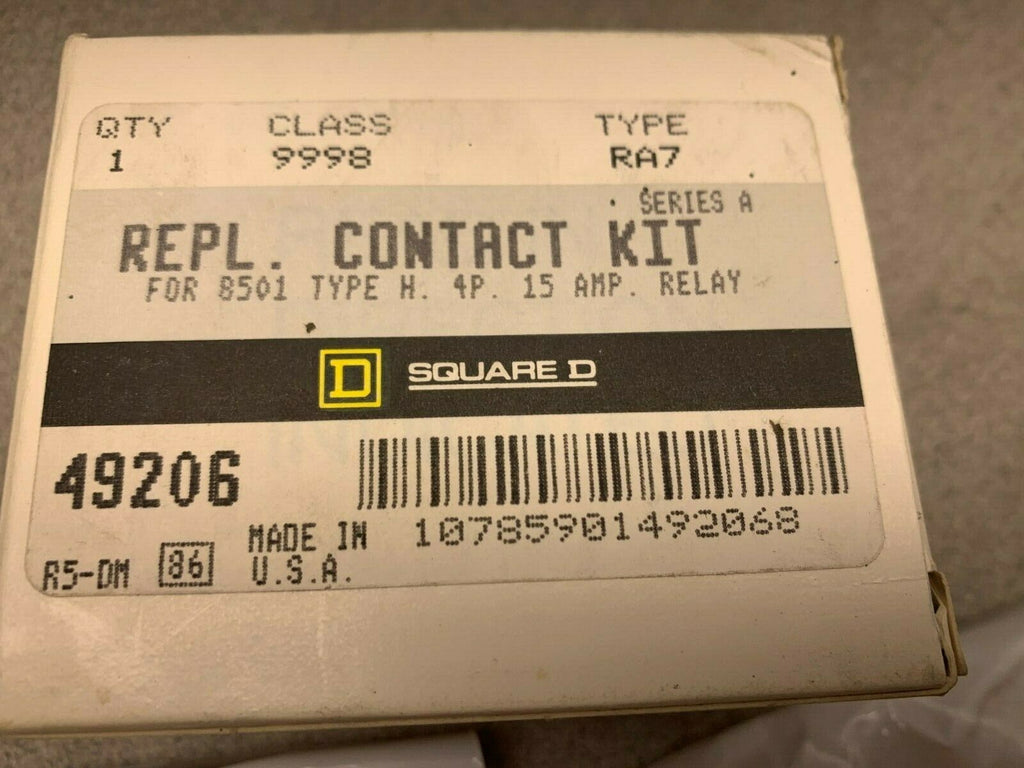 QTY CLASS TYPE
1 9998 RA7
SERIES A
REPL. CONTACT KIT
FOR 8501 TYPE H. 4P. 15 AMP. RELAY
D SQUARE D
49206
10785901492068
MADE IN
R5-DM 86 U.S.A.